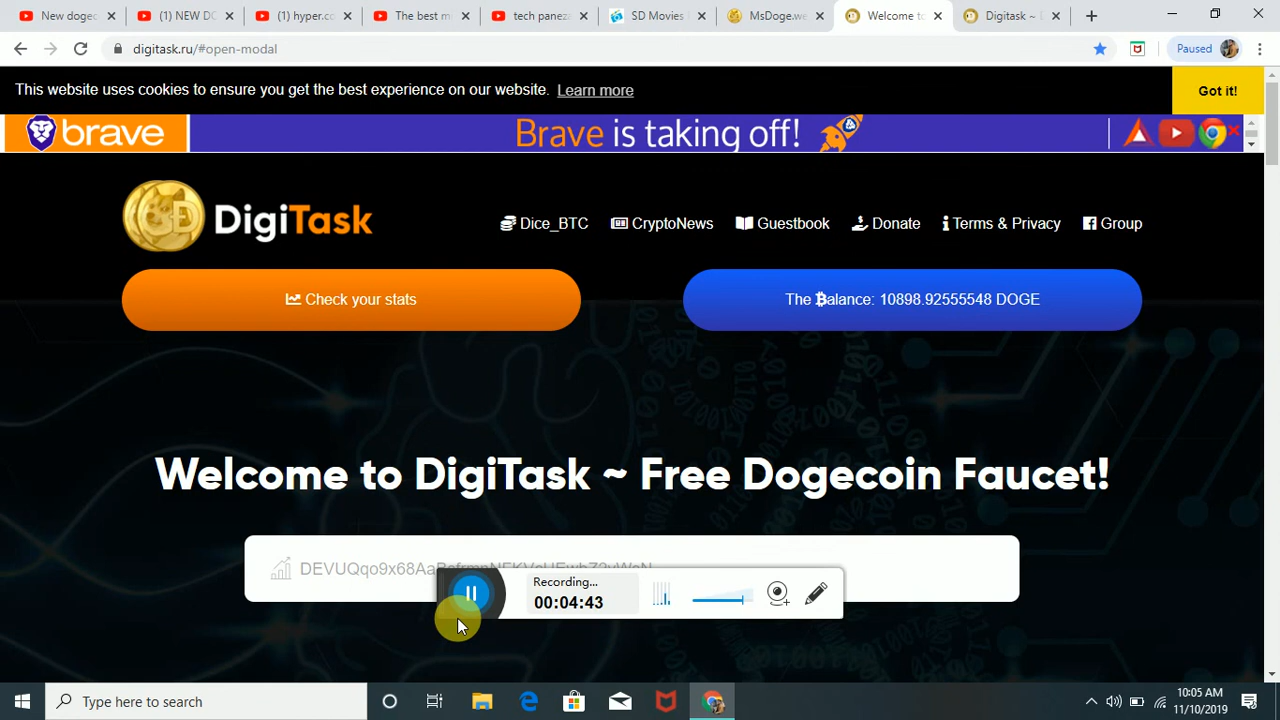 New dogec
(1) NEW DO
(1) hyper.co
The best m
tech panez
SD Movies
MsDoge.we
Welcome to
Digitask ~
digitask.ru/#open-modal
Paused
This website uses cookies to ensure you get the best experience on our website. Learn more
Got it!
brave
Brave is taking off!
DigiTask
Dice_BTC
CryptoNews
Guestbook
Donate
Terms & Privacy
Group
Check your stats
The Balance: 10898.92555548 DOGE
Welcome to DigiTask ~ Free Dogecoin Faucet!
Recording...
00:04:43
Type here to search
10:05 AM
11/10/2019